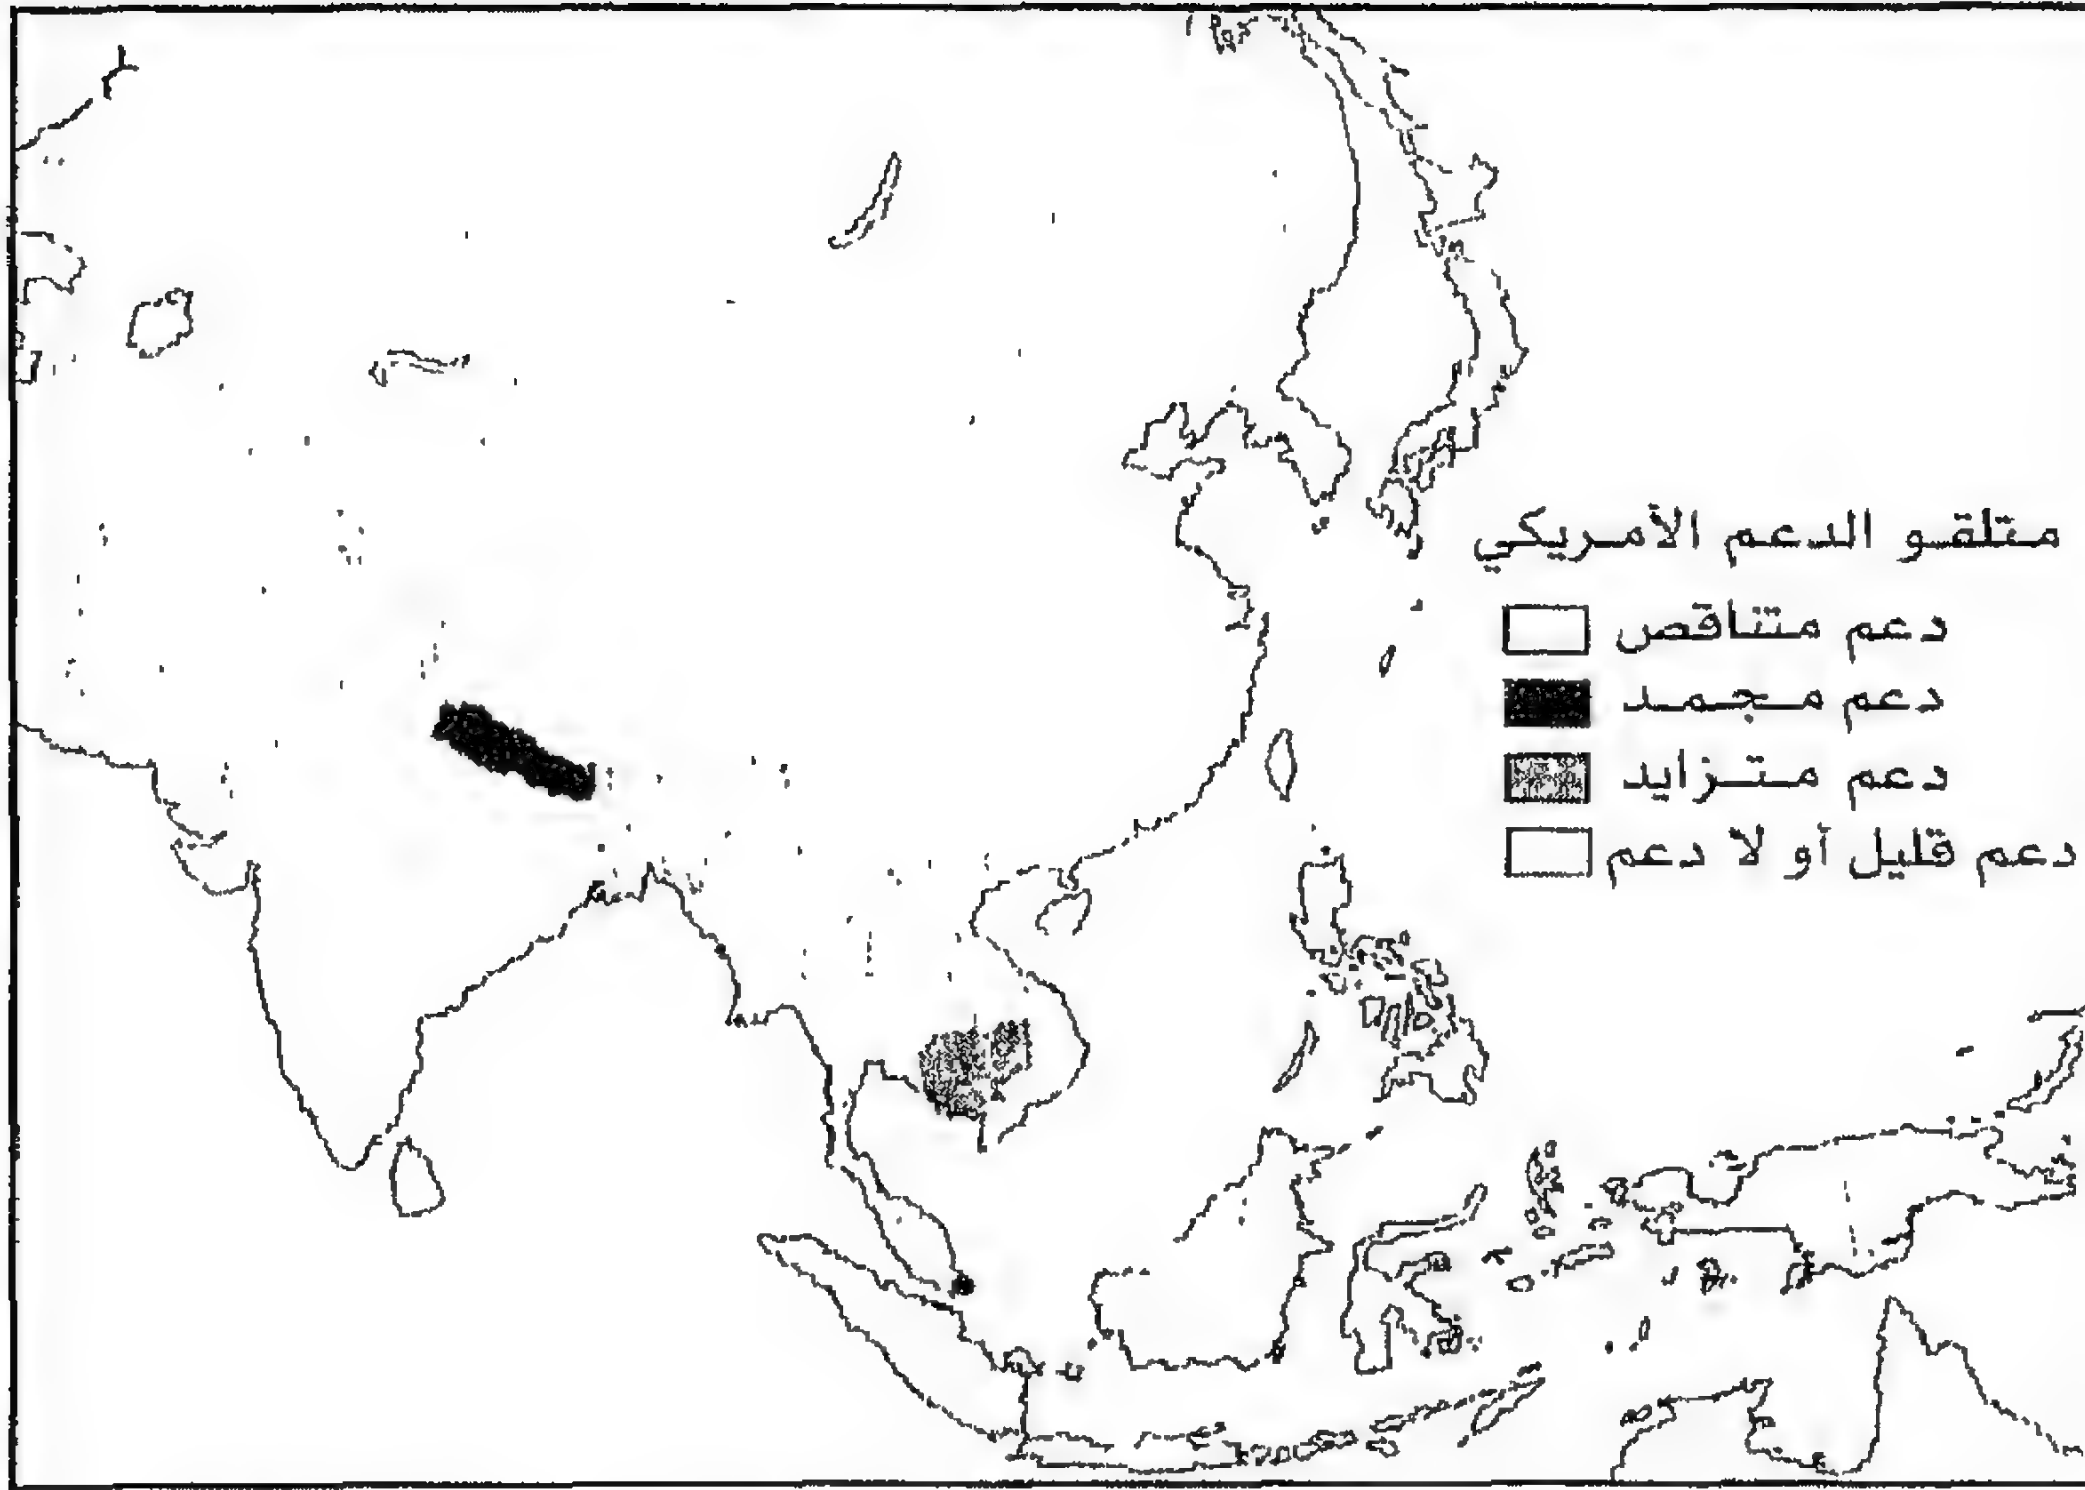 متلقو الدعم الأمريكي
دعم متناقص
دعم مجمد
دعم متزايد
دعم قليل أو لا دعم